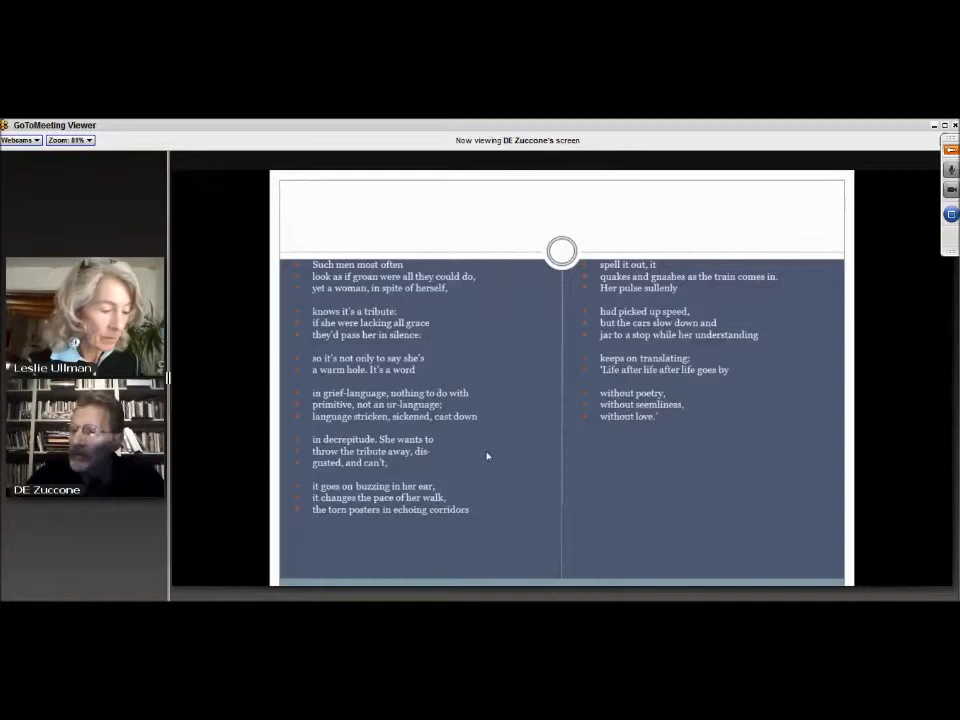 GoToMeeting Viewer
Webcams
Zoom: 81%
Now viewing DE Zuccone's screen
Leslie Ullman
DE Zuccone
Such men most often
look as if groan were all they could do,
yet a woman, in spite of herself,
knows it's a tribute:
if she were lacking all grace
they'd pass her in silence:
so it's not only to say she's
a warm hole. It's a word
in grief-language, nothing to do with
primitive, not an ur-language;
language stricken, sickened, cast down
in decrepitude. She wants to
throw the tribute away, dis-
gusted, and can't,
it goes on buzzing in her ear,
it changes the pace of her walk,
the torn posters in echoing corridors
spell it out, it
quakes and gnashes as the train comes in.
Her pulse sullenly
had picked up speed,
but the cars slow down and
jar to a stop while her understanding
keeps on translating:
'Life after life after life goes by
without poetry,
without seemliness,
without love.'